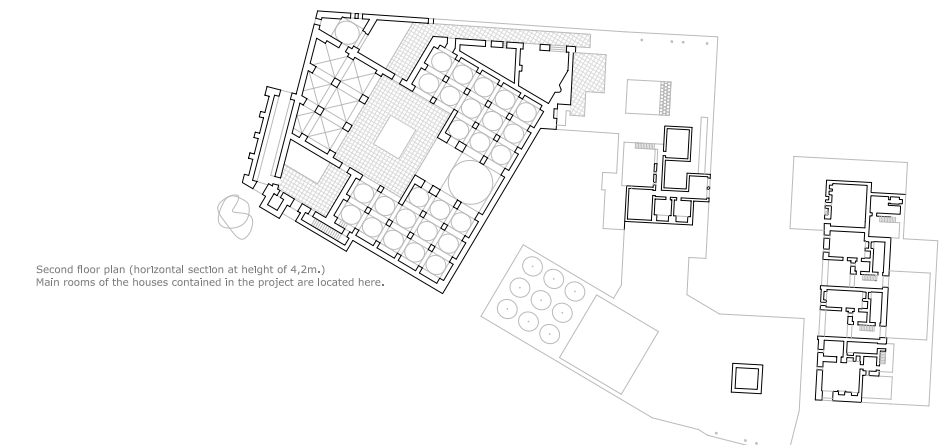 Second floor plan (horizontal section at height of 4,2m.)
Main rooms of the houses contained in the project are located here.